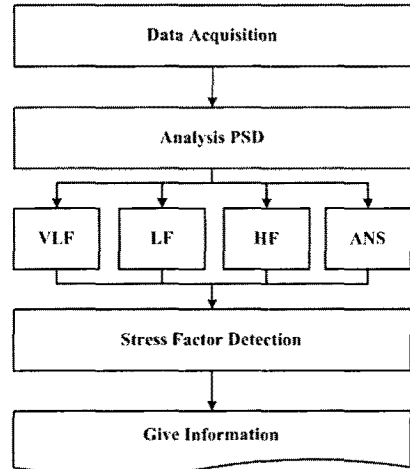 Data Acquisition
Analysis PSD
VLF LF HF ANS
Stress Factor Detection
Give Information